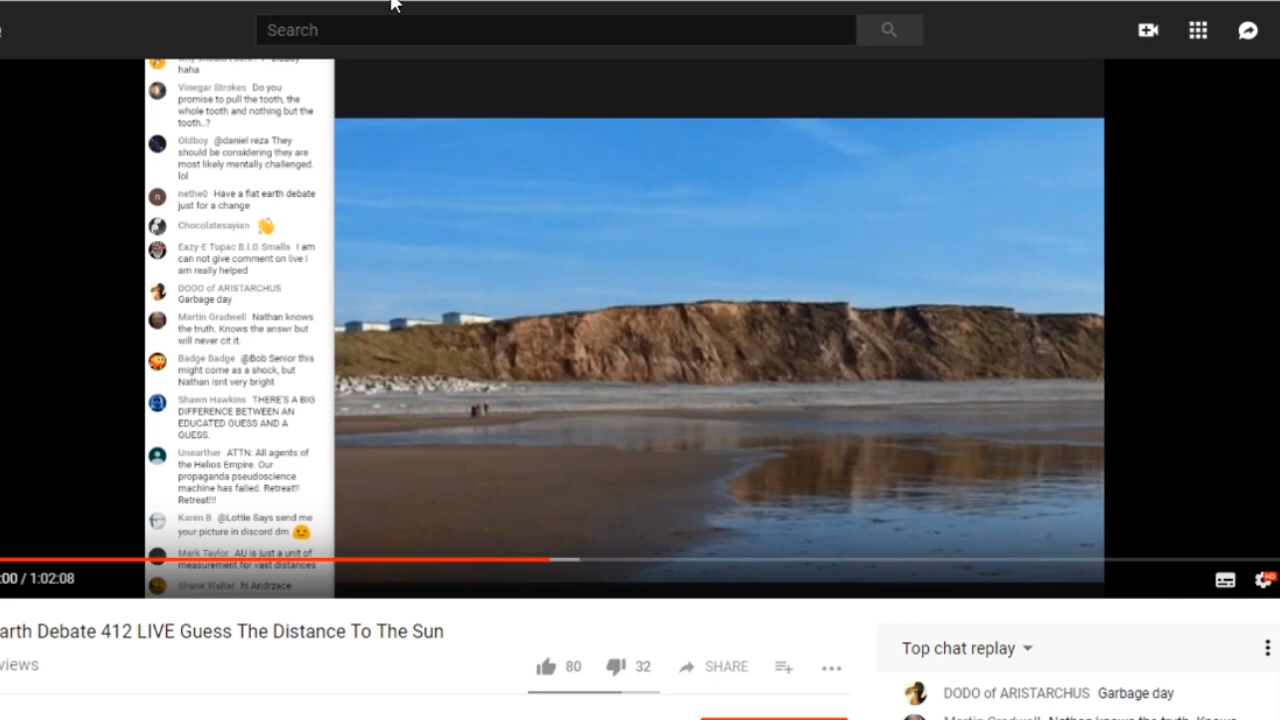 e
Search
haha
Vinegar Strokes Do you
promise to pull the tooth, the
whole tooth and nothing but the
tooth..?
Oldboy @daniel reza They
should be considering they are
most likely mentally challenged.
lol
nethe0 Have a flat earth debate
just for a change
Chocolatesayian
Eazy-E Tupac B.I.G Smalls I am
can not give comment on live I
am really helped
DODO of ARISTARCHUS
Garbage day
Martin Gradwell Nathan knows
the truth. Knows the answr but
will never cit it.
Badge Badge @Bob Senior this
might come as a shock, but
Nathan isnt very bright
Shawn Hawkins THERE'S A BIG
DIFFERENCE BETWEEN AN
EDUCATED GUESS AND A
GUESS.
Unearther ATTN: All agents of
the Helios Empire. Our
propaganda pseudoscience
machine has failed. Retreat!!
Retreat!!!
Karen B @Lottie Says send me
your picture in discord dm
Mark Taylor AU is just a unit of
measurement for vast distances
Shane Walter hi Andrzace
:00 / 1:02:08
HD
arth Debate 412 LIVE Guess The Distance To The Sun
views
80
32
SHARE
Top chat replay
DODO of ARISTARCHUS Garbage day
Martin Gradwell Nathan knows the truth. Knows